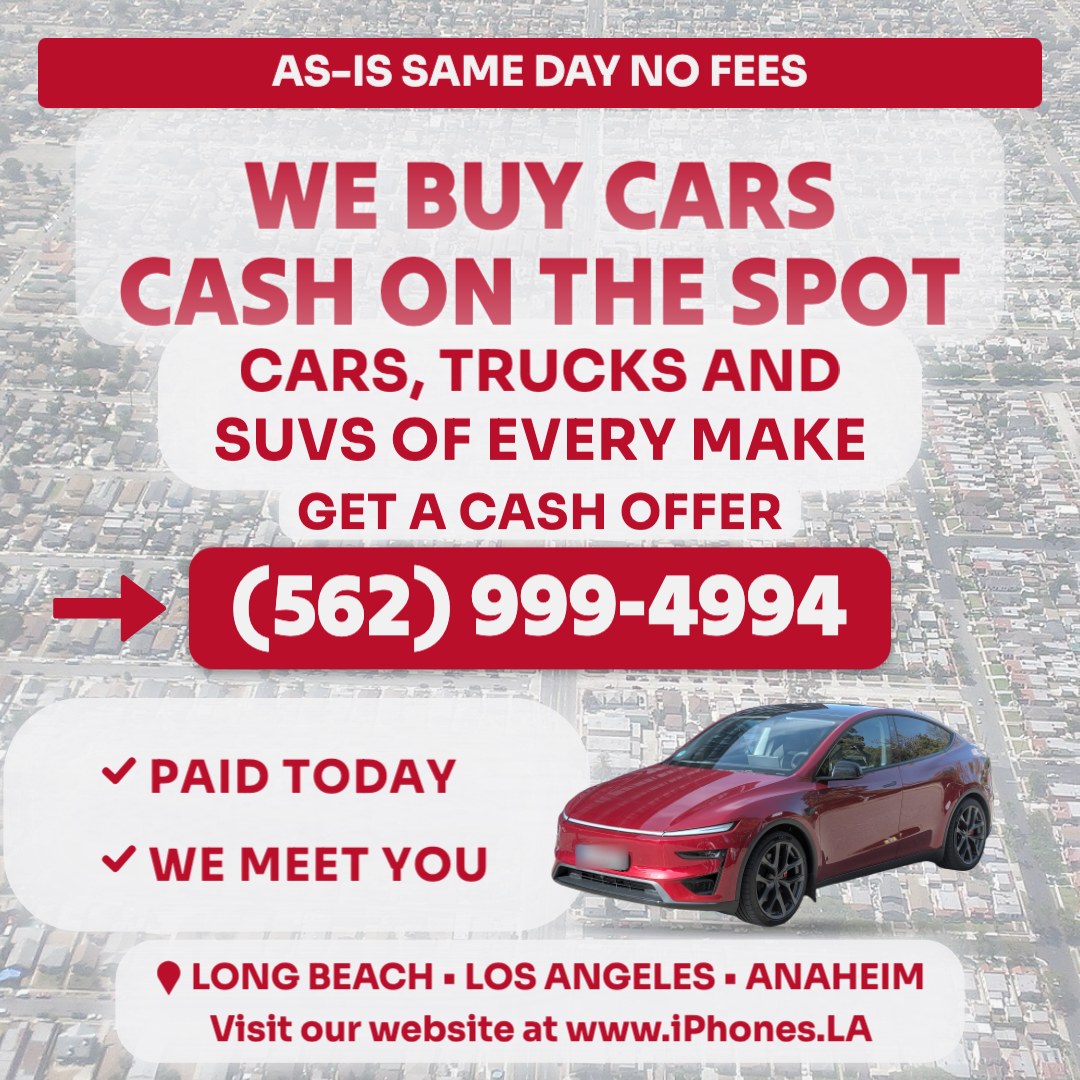 AS-IS SAME DAY NO FEES
WE BUY CARS
CASH ON THE SPOT
CARS, TRUCKS AND
SUVS OF EVERY MAKE
GET A CASH OFFER
(562) 999-4994
PAID TODAY
WE MEET YOU
LONG BEACH ▪ LOS ANGELES ▪ ANAHEIM
Visit our website at www.iPhones.LA